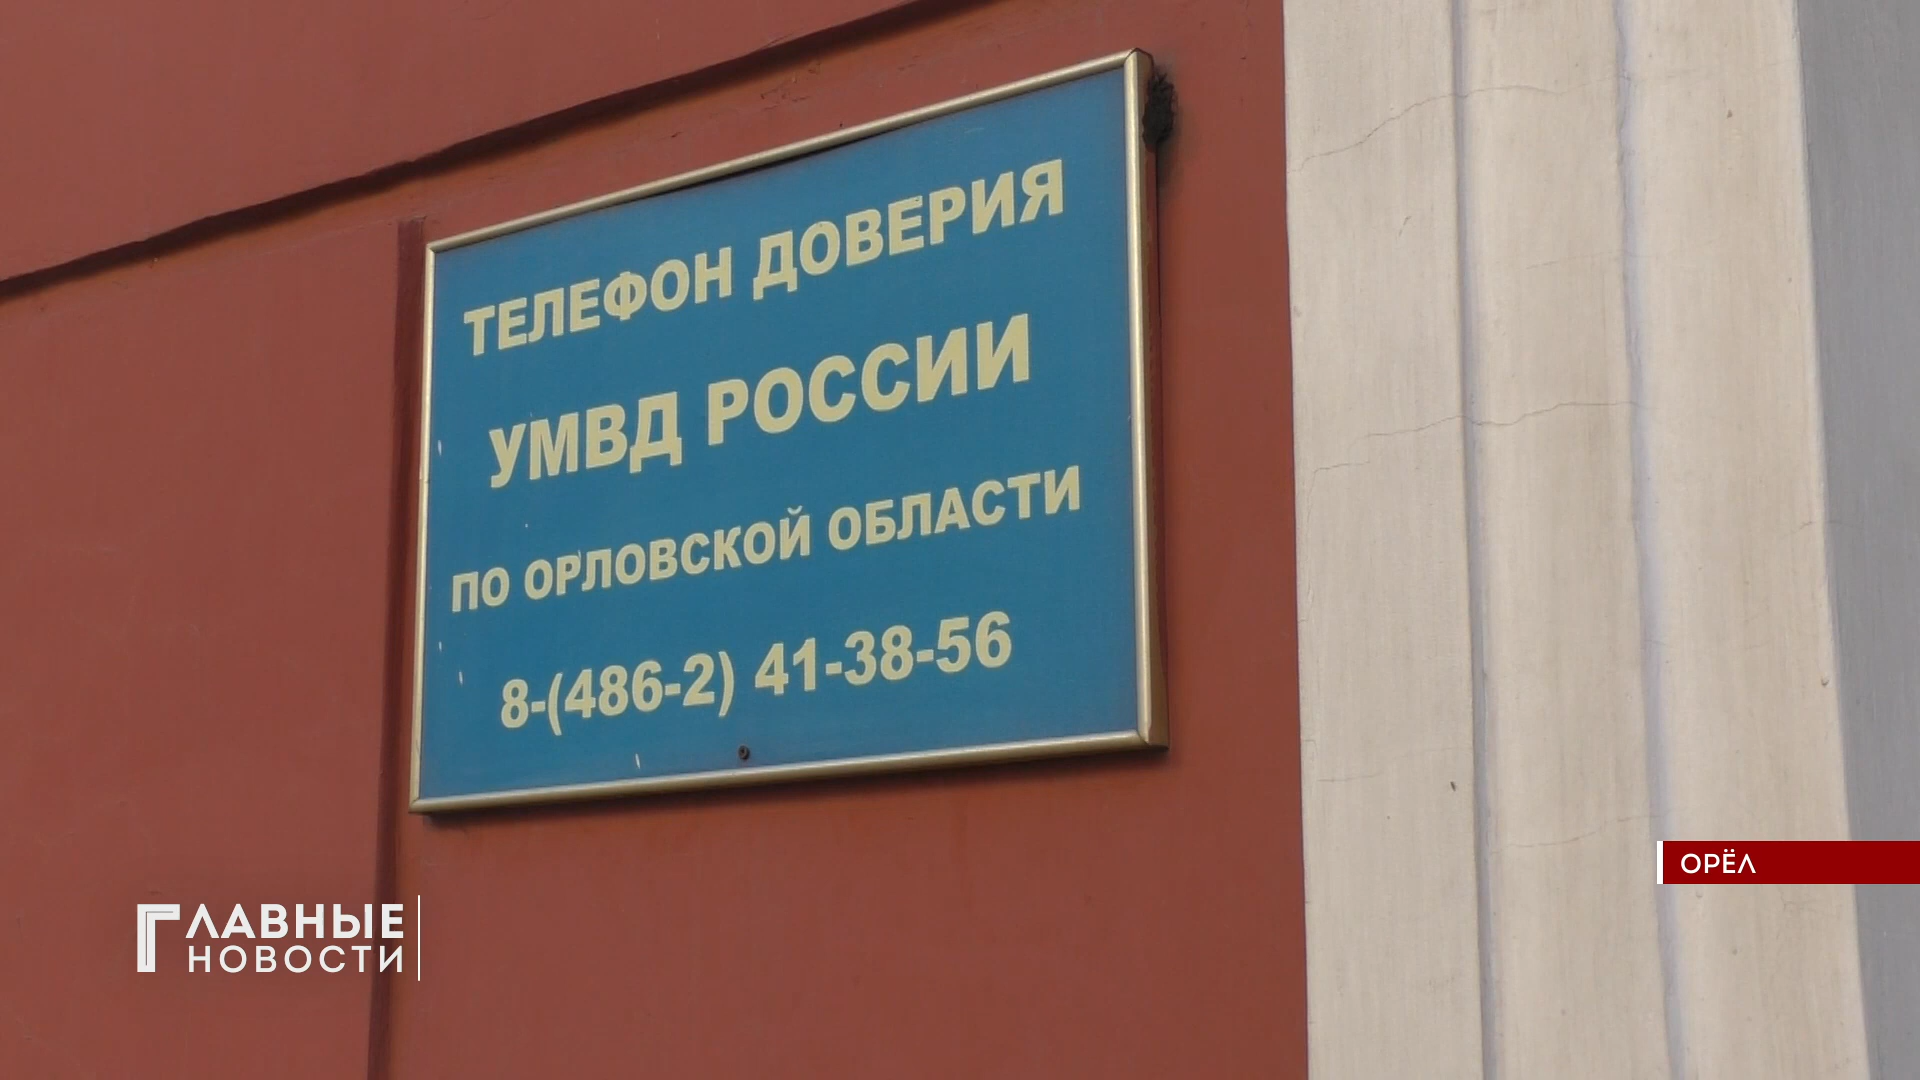 ТЕЛЕФОН ДОВЕРИЯ
УМВД РОССИИ
ПО ОРЛОВСКОЙ ОБЛАСТИ
8-(486-2) 41-38-56
ОРЁЛ
ГЛАВНЫЕ
НОВОСТИ